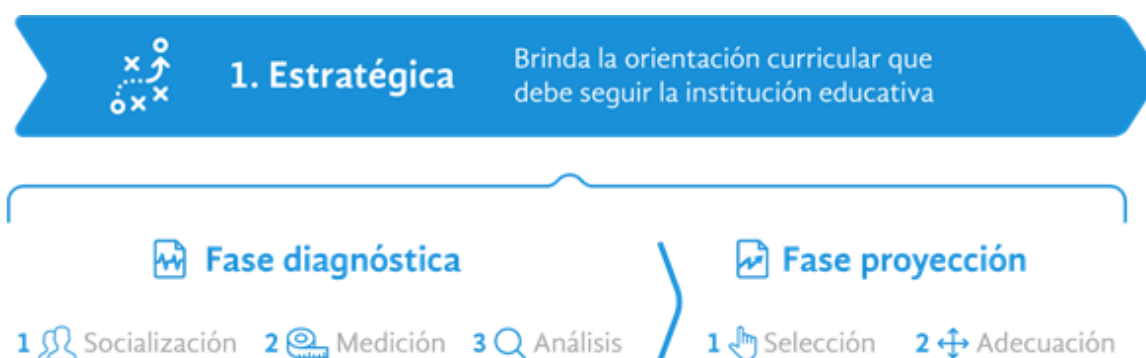 1. Estratégica
Brinda la orientación curricular que
debe seguir la institución educativa
Fase diagnóstica
1 Socialización 2 Medición 3 Análisis
Fase proyección
1 Selección 2 Adecuación